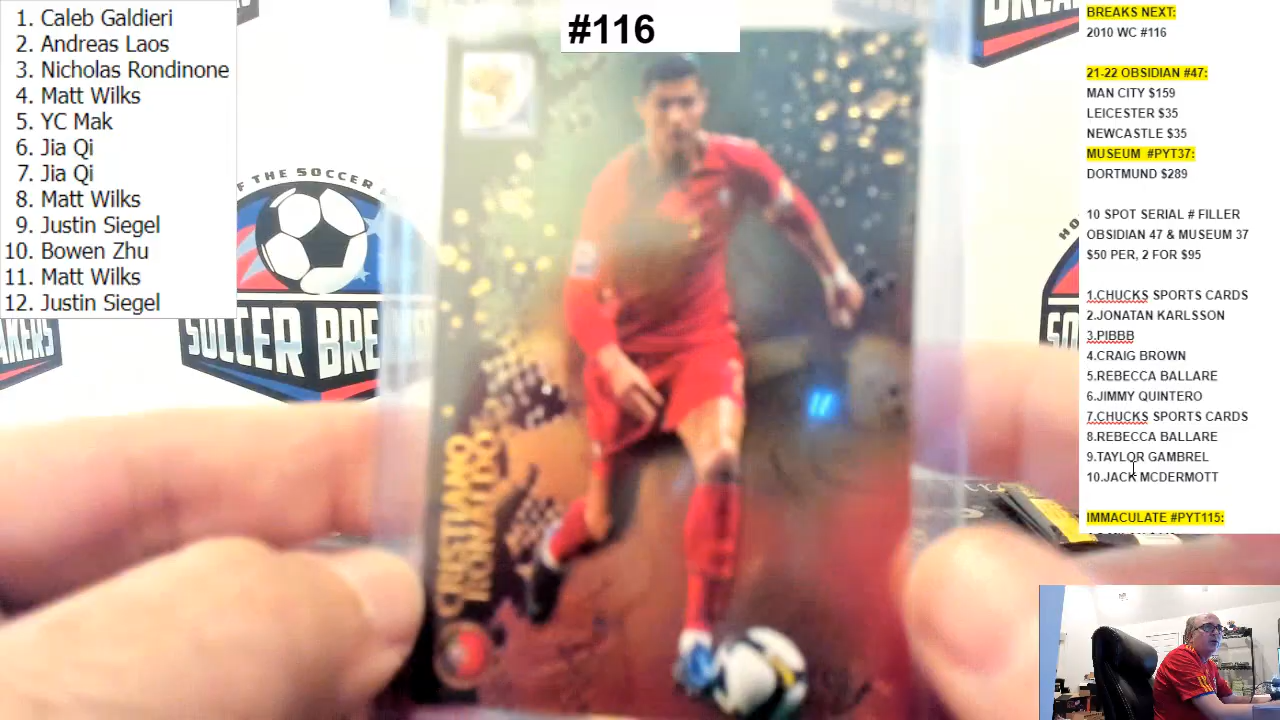 1. Caleb Galdieri
2. Andreas Laos
3. Nicholas Rondinone
4. Matt Wilks
5. YC Mak
6. Jia Qi
7. Jia Qi
8. Matt Wilks
9. Justin Siegel
10. Bowen Zhu
11. Matt Wilks
12. Justin Siegel
#116
F THE SOCCER
SOCCER BRE
AKERS
CRISTIANO
RONALDO
BREAKS NEXT:
2010 WC #116
21-22 OBSIDIAN #47:
MAN CITY $159
LEICESTER $35
NEWCASTLE $35
MUSEUM #PYT37:
DORTMUND $289
10 SPOT SERIAL # FILLER
OBSIDIAN 47 & MUSEUM 37
$50 PER, 2 FOR $95
1.CHUCKS SPORTS CARDS
2.JONATAN KARLSSON
3.PIBBB
4.CRAIG BROWN
5.REBECCA BALLARE
6.JIMMY QUINTERO
7.CHUCKS SPORTS CARDS
8.REBECCA BALLARE
9.TAYLOR GAMBREL
10.JACK MCDERMOTT
IMMACULATE #PYT115: